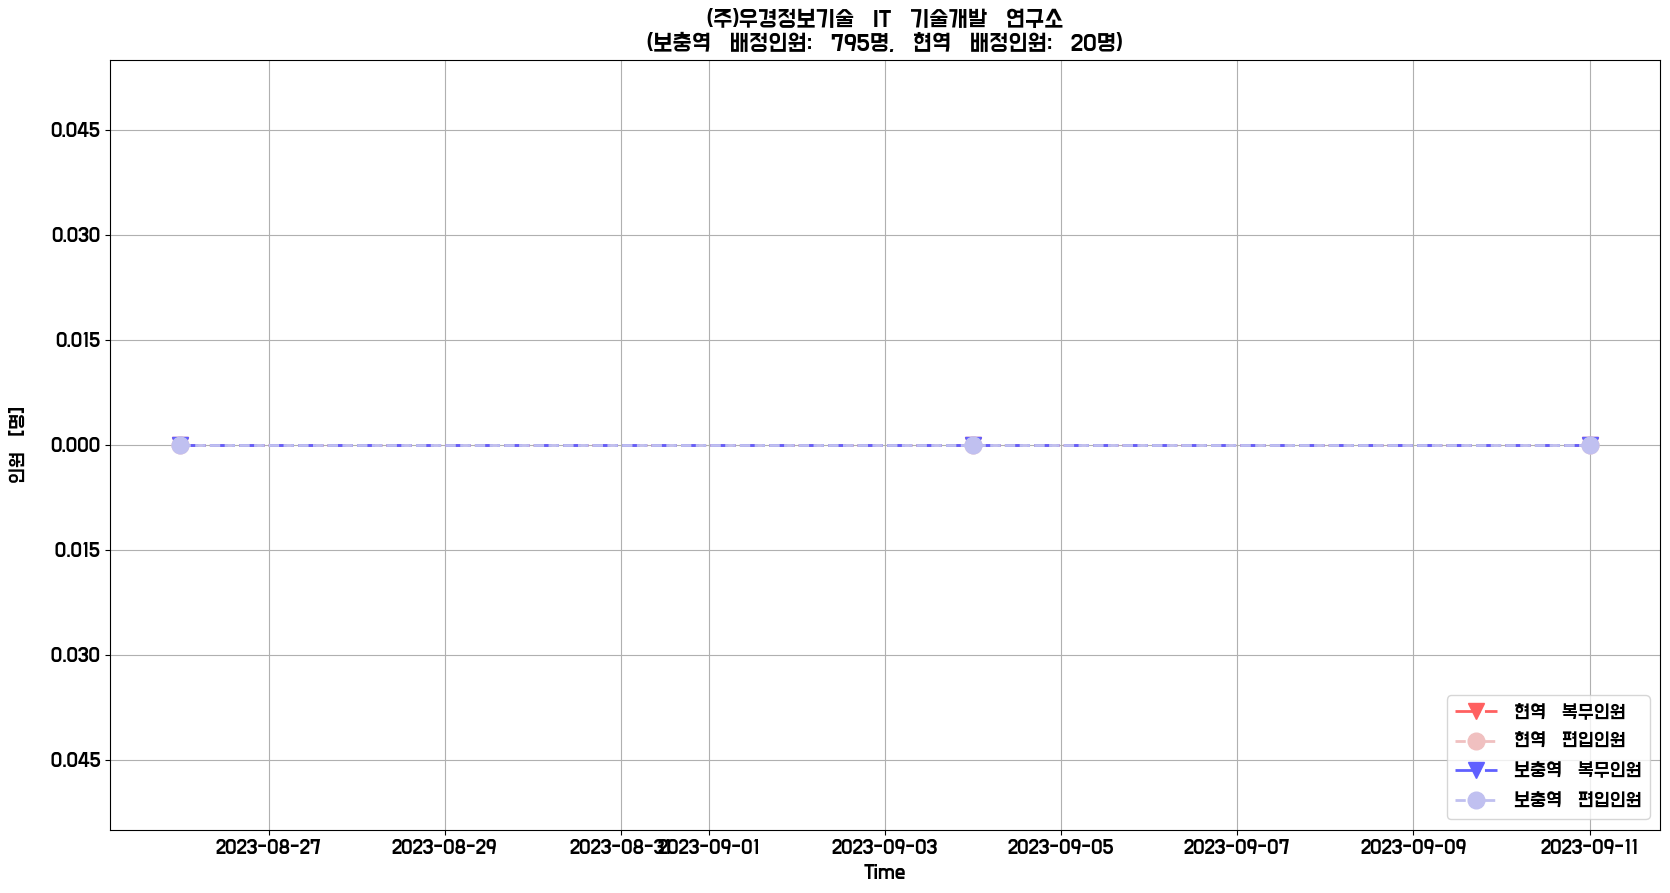 (주)우경정보기술 IT 기술개발 연구소
(보충역 배정인원: 795명, 현역 배정인원: 20명)
0.045
0.030
0.015
0.000
0.015
0.030
0.045
인원 [명]
현역 복무인원
현역 편입인원
보충역 복무인원
보충역 편입인원
2023-08-27 2023-08-29 2023-08-31 2023-09-01 2023-09-03 2023-09-05 2023-09-07 2023-09-09 2023-09-11
Time